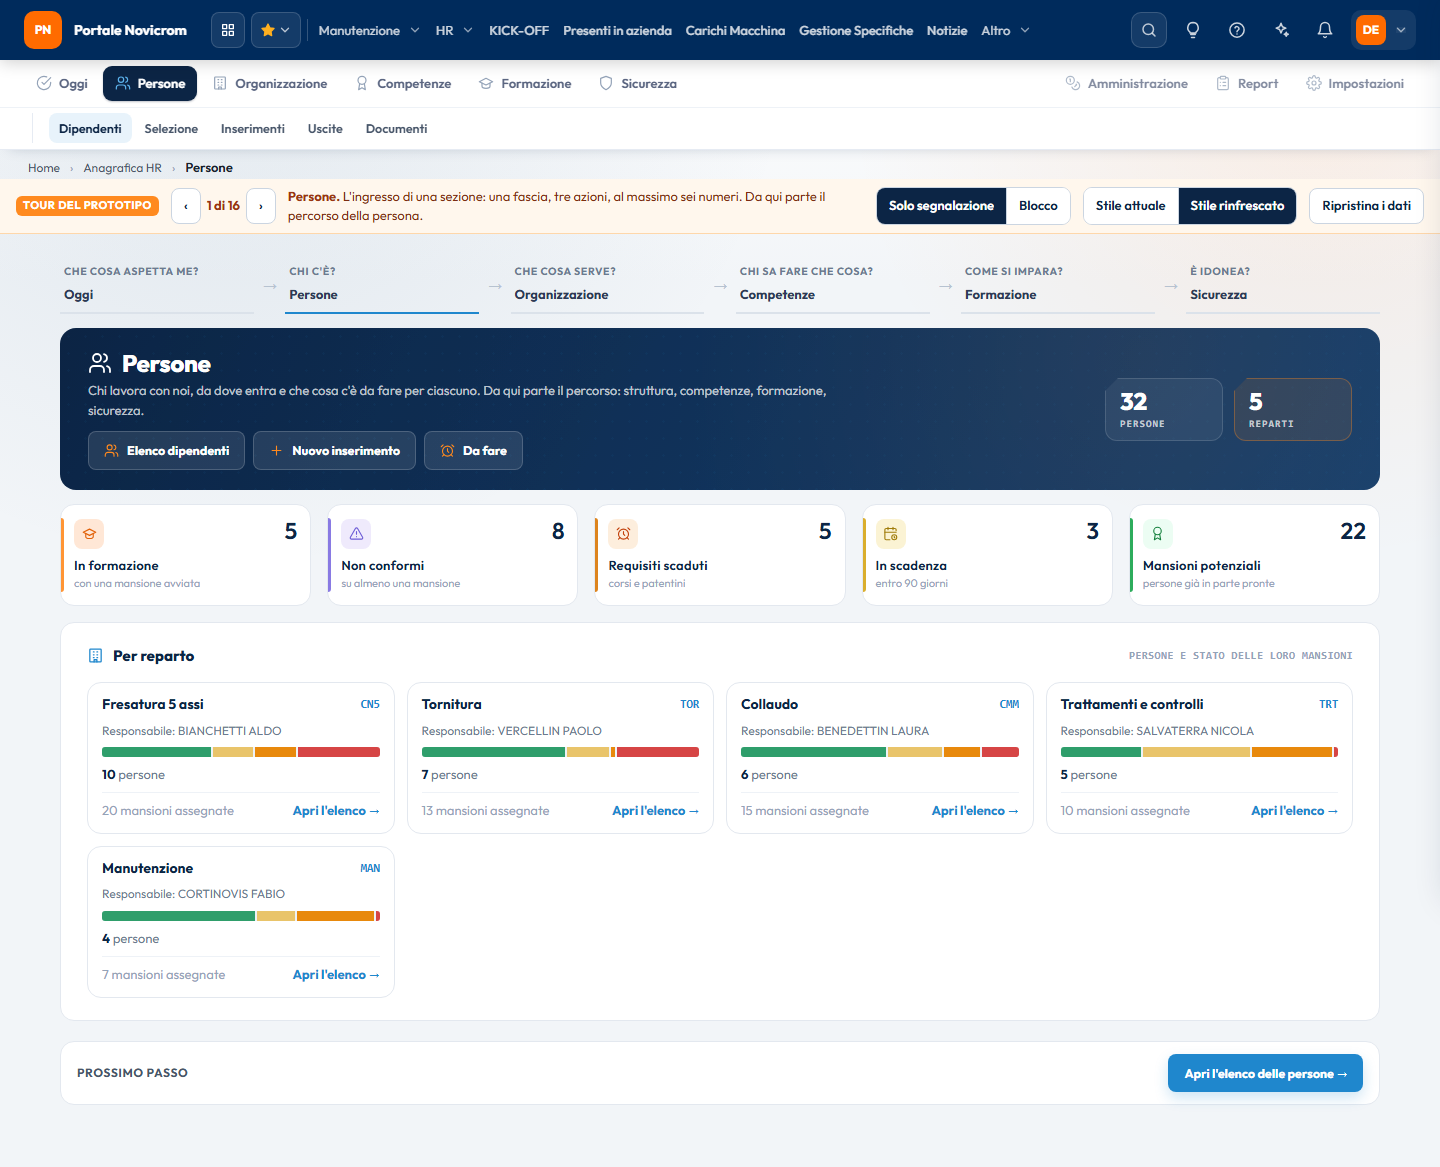 PN Portale Novicrom Manutenzione HR KICK-OFF Presenti in azienda Carichi Macchina Gestione Specifiche Notizie Altro DE
Oggi Persone Organizzazione Competenze Formazione Sicurezza Amministrazione Report Impostazioni
Dipendenti Selezione Inserimenti Uscite Documenti
Home › Anagrafica HR › Persone
TOUR DEL PROTOTIPO ‹ 1 di 16 › Persone. L'ingresso di una sezione: una fascia, tre azioni, al massimo sei numeri. Da qui parte il
percorso della persona.
Solo segnalazione Blocco Stile attuale Stile rinfrescato Ripristina i dati
CHE COSA ASPETTA ME? CHI C'È? CHE COSA SERVE? CHI SA FARE CHE COSA? COME SI IMPARA? È IDONEA?
Oggi → Persone → Organizzazione → Competenze → Formazione → Sicurezza
Persone
Chi lavora con noi, da dove entra e che cosa c'è da fare per ciascuno. Da qui parte il percorso: struttura, competenze, formazione,
sicurezza.
Elenco dipendenti Nuovo inserimento Da fare
32 5
PERSONE REPARTI
5 8 5 3 22
In formazione Non conformi Requisiti scaduti In scadenza Mansioni potenziali
con una mansione avviata su almeno una mansione corsi e patentini entro 90 giorni persone già in parte pronte
Per reparto PERSONE E STATO DELLE LORO MANSIONI
Fresatura 5 assi CN5 Tornitura TOR Collaudo CMM Trattamenti e controlli TRT
Responsabile: BIANCHETTI ALDO Responsabile: VERCELLIN PAOLO Responsabile: BENEDETTIN LAURA Responsabile: SALVATERRA NICOLA
10 persone 7 persone 6 persone 5 persone
20 mansioni assegnate Apri l'elenco → 13 mansioni assegnate Apri l'elenco → 15 mansioni assegnate Apri l'elenco → 10 mansioni assegnate Apri l'elenco →
Manutenzione MAN
Responsabile: CORTINOVIS FABIO
4 persone
7 mansioni assegnate Apri l'elenco →
PROSSIMO PASSO Apri l'elenco delle persone →